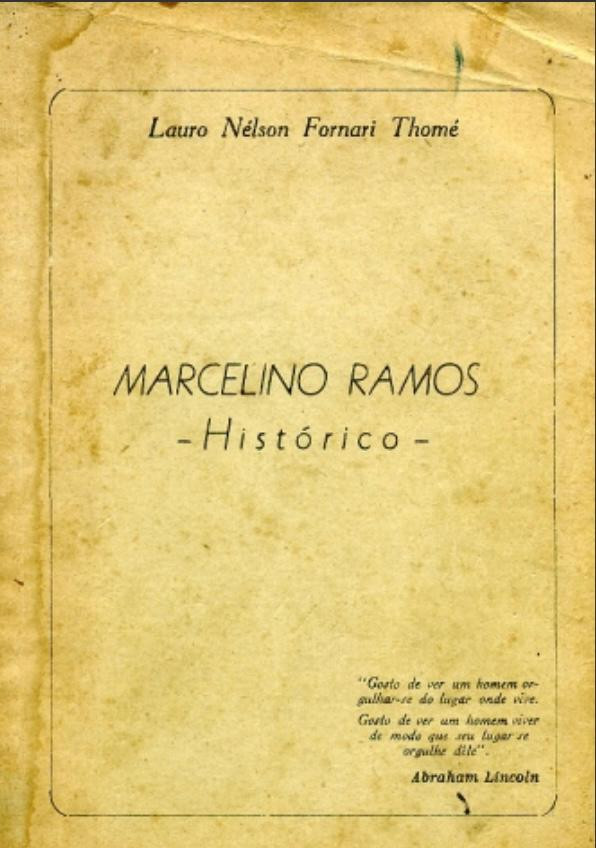 Lauro Nélson Fornari Thomé
MARCELINO RAMOS
- Histórico -
"Gosto de ver um homem or-
gulhar-se do lugar onde vive.
Gosto de ver um homem viver
de modo que seu lugar se
orgulhe dêle".
Abraham Lincoln